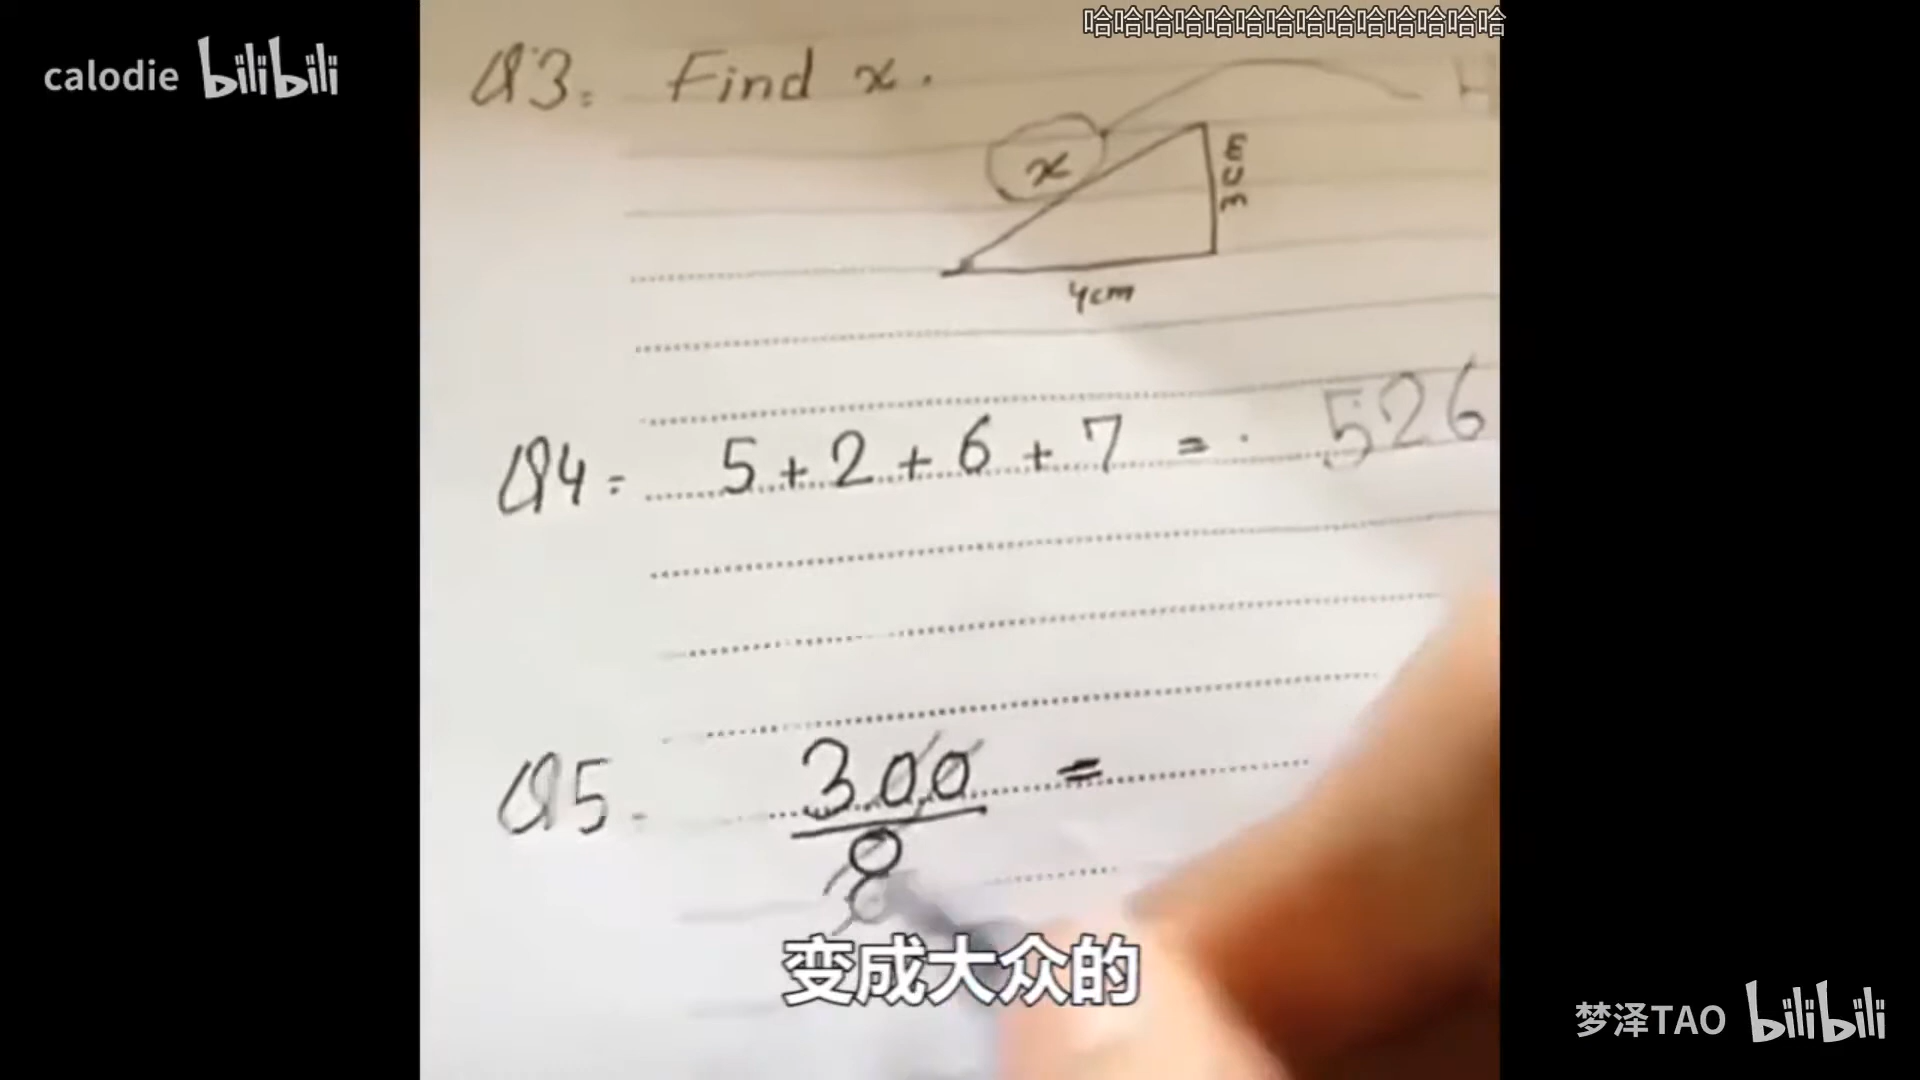 哈哈哈哈哈哈哈哈哈哈哈哈哈哈
calodie bilibili
Q3. Find x.
x
3cm
4cm
Q4= 5+2+6+7 = 526
Q5. 300/8 =
变成大众的
梦泽TAO bilibili